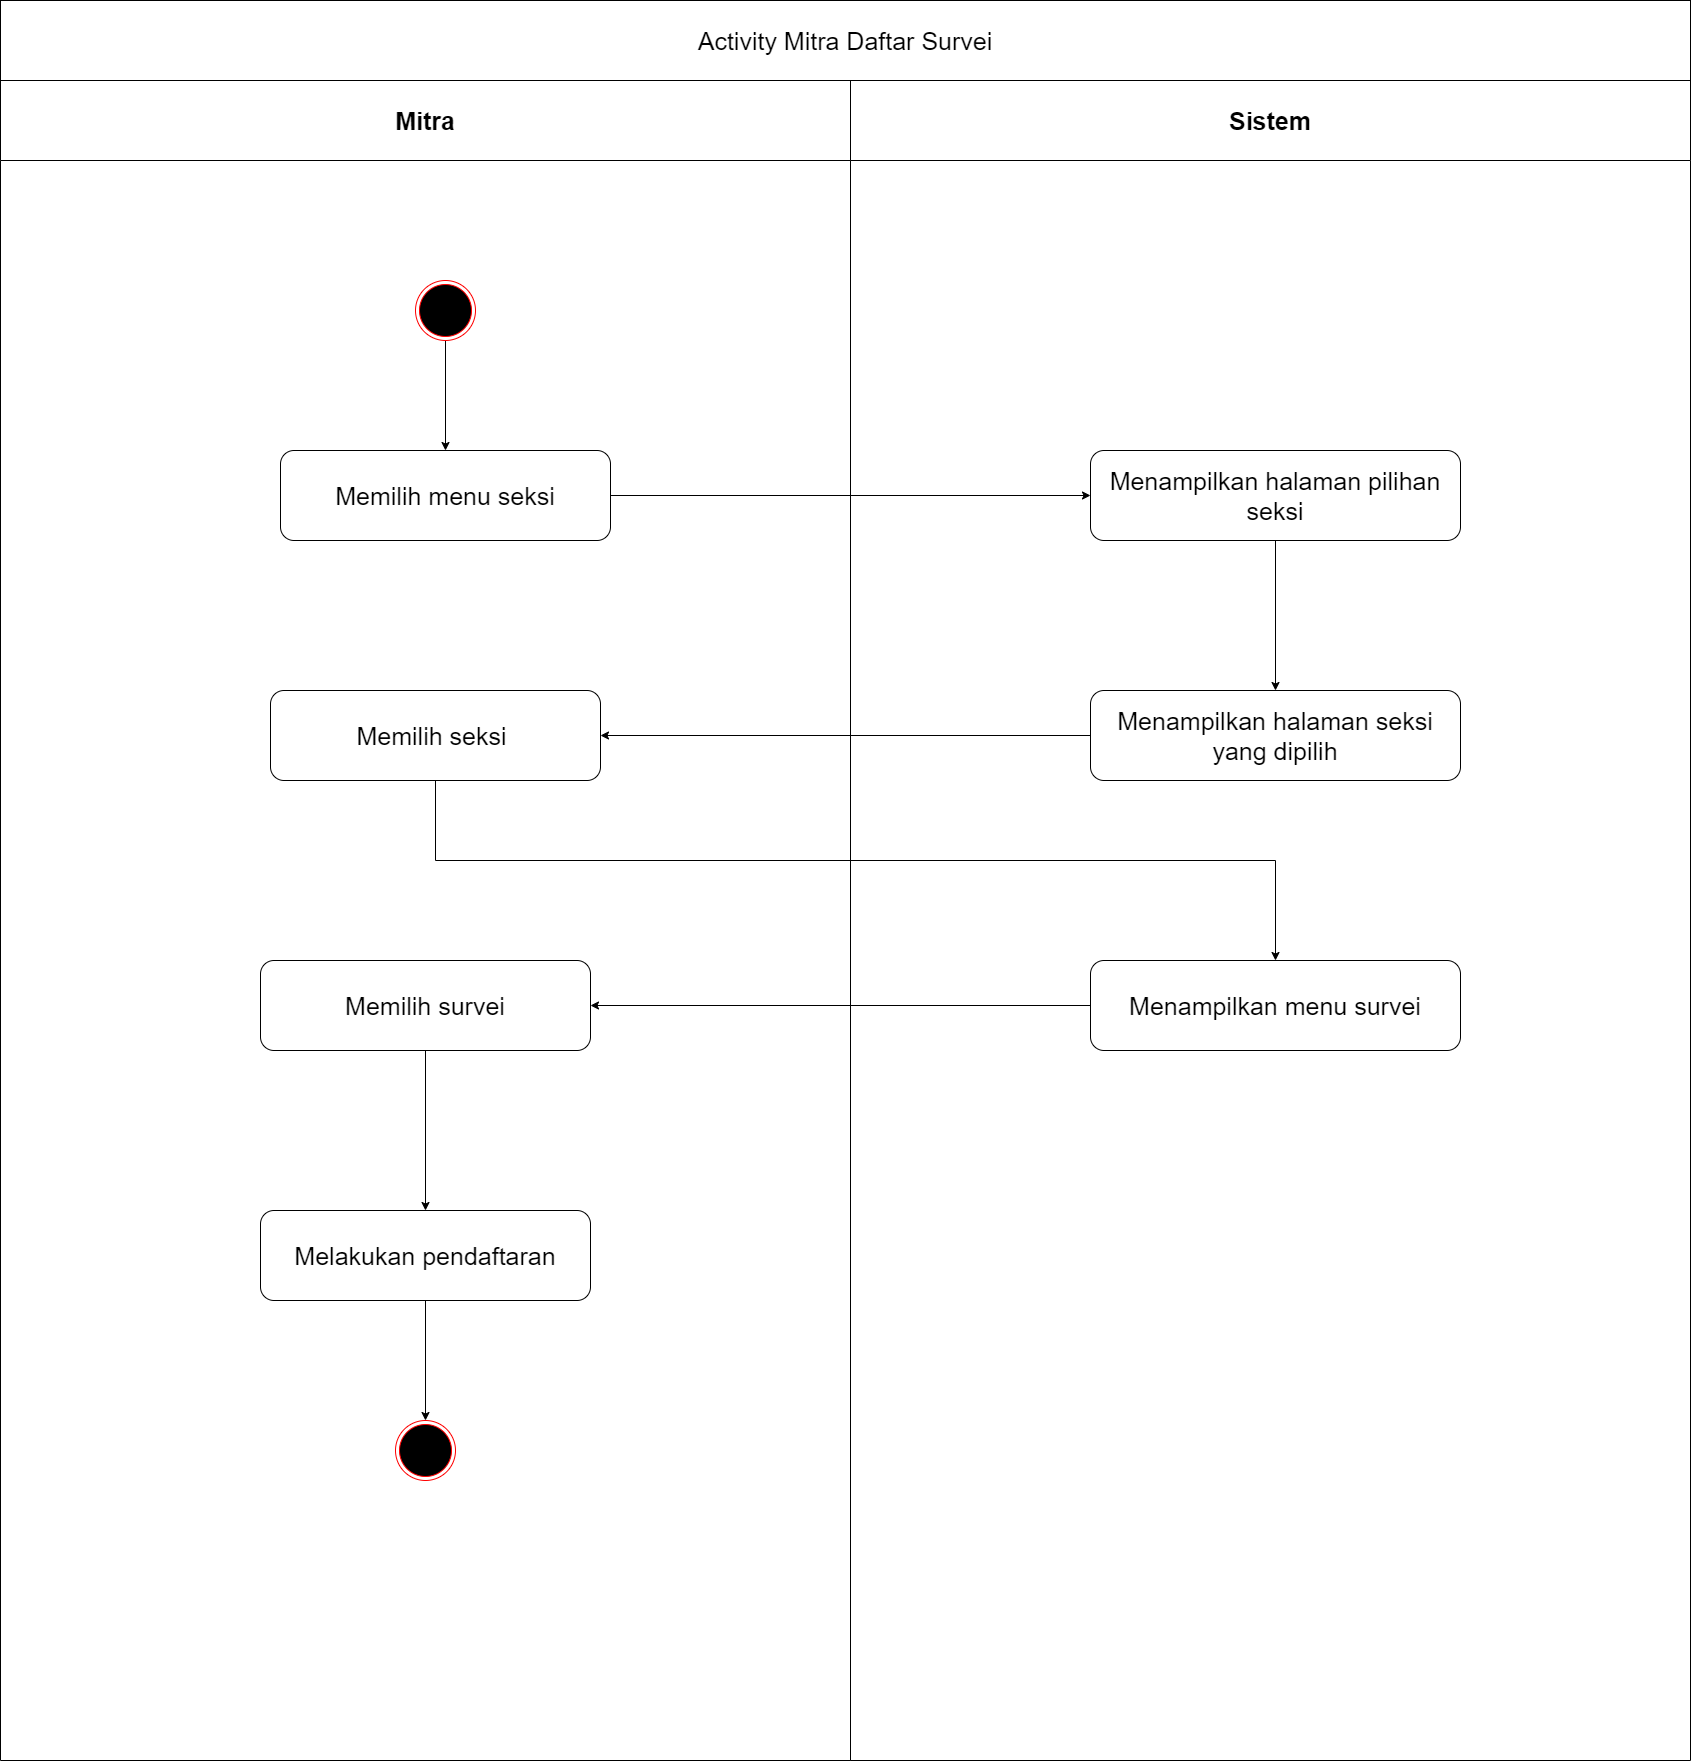 Activity Mitra Daftar Survei
Mitra
Sistem
Memilih menu seksi
Menampilkan halaman pilihan
seksi
Memilih seksi
Menampilkan halaman seksi
yang dipilih
Memilih survei
Menampilkan menu survei
Melakukan pendaftaran